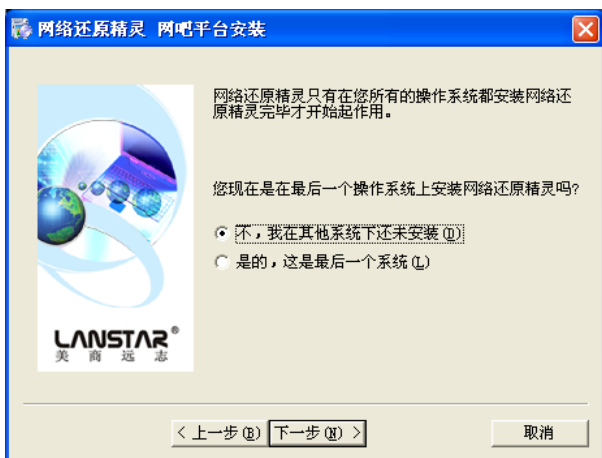 网络还原精灵 网吧平台安装
网络还原精灵只有在您所有的操作系统都安装网络还
原精灵完毕才开始起作用。
您现在是在最后一个操作系统上安装网络还原精灵吗?
不，我在其他系统下还未安装(D)
是的，这是最后一个系统(L)
LANSTAR®
美商远志
< 上一步(B)
下一步(N) >
取消